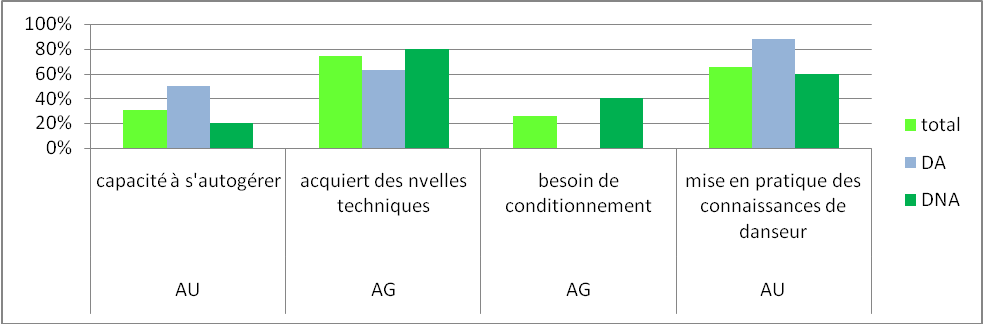 100%
80%
60%
40%
20%
0%
capacité à s'autogérer
acquiert des nvelles
techniques
besoin de
conditionnement
mise en pratique des
connaissances de
danseur
AU
AG
AG
AU
total
DA
DNA